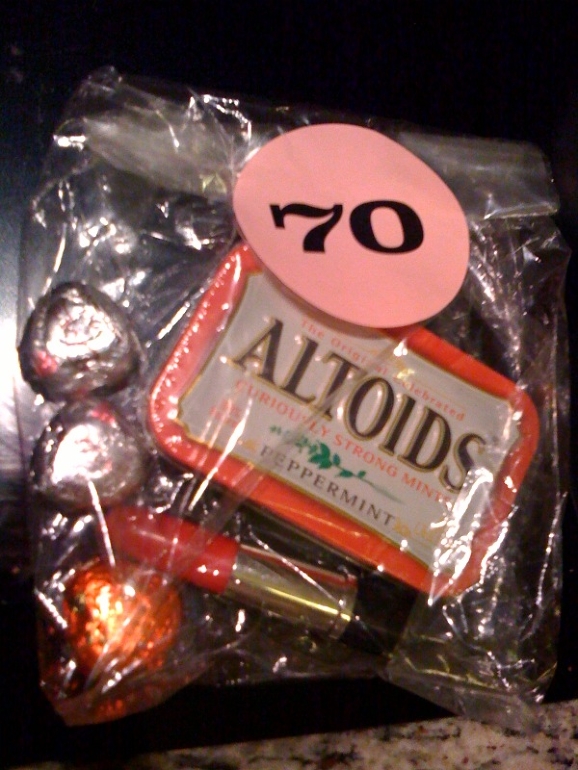 70
The Original Celebrated
ALTOIDS
CURIOUSLY STRONG MINTS
PEPPERMINT